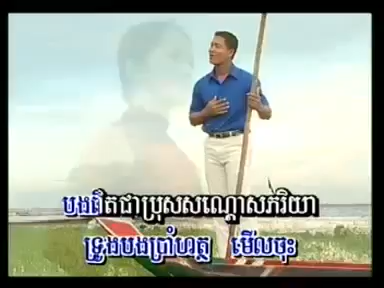 បងពិតជាប្រុសសណ្ដោសភរិយា
ទ្រូងបងប្រាំហត្ថ មើលចុះ